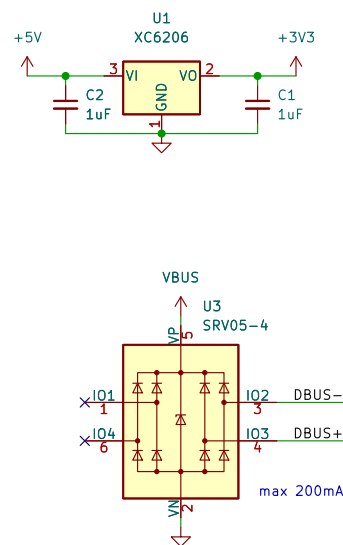 U1
XC6206
+5V
+3V3
3 VI VO 2
GND
1
C2
1uF
C1
1uF
VBUS
U3
SRV05-4
VP
5
IO1
1
IO2
3
DBUS-
IO4
6
IO3
4
DBUS+
VN
2
max 200mA